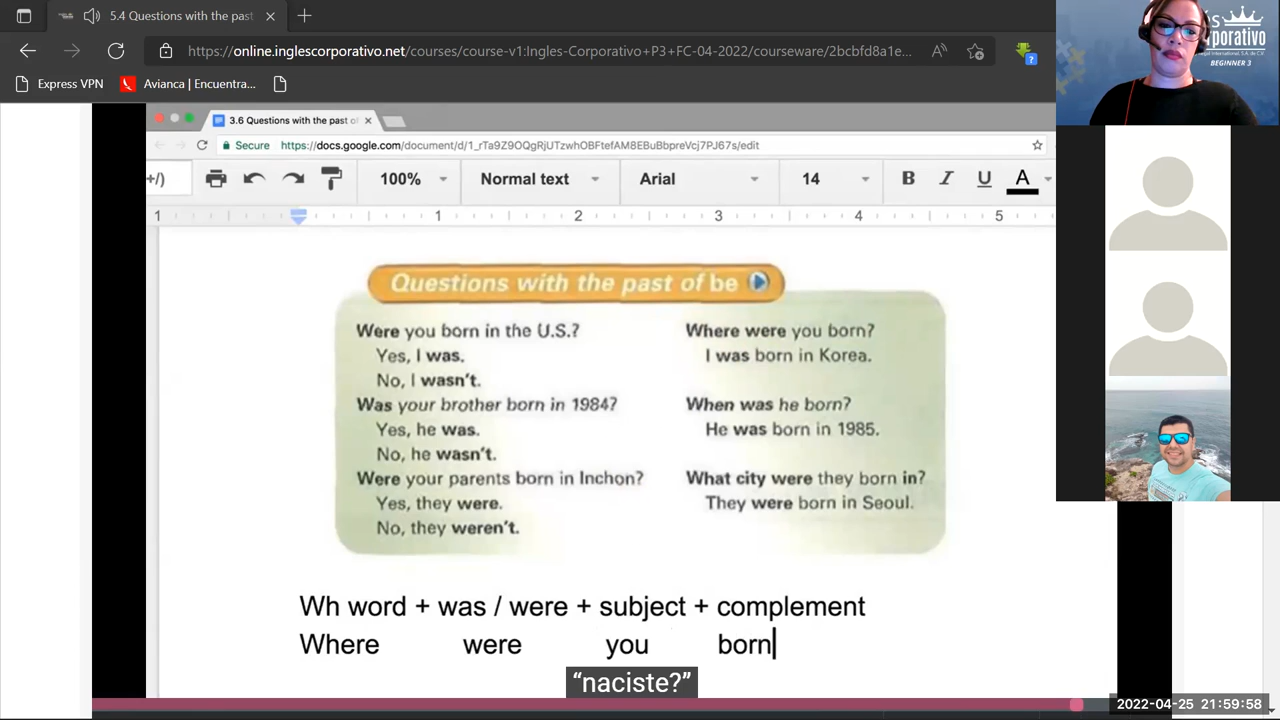 5.4 Questions with the past
https://online.inglescorporativo.net/courses/course-v1:Ingles-Corporativo+P3+FC-04-2022/courseware/2bcbfd8a1e...
Express VPN
Avianca | Encuentra...
BEGINNER 3
3.6 Questions with the past of
Secure
https://docs.google.com/document/d/1_rTa9Z9OQgRjUTzwhOBFtefAM8EBuBbpreVcj7PJ67s/edit
+/)
100%
Normal text
Arial
14
B I U A
1 1 2 3 4 5
Questions with the past of be
Were you born in the U.S.?
Yes, I was.
No, I wasn't.
Was your brother born in 1984?
Yes, he was.
No, he wasn't.
Were your parents born in Inchon?
Yes, they were.
No, they weren't.
Where were you born?
I was born in Korea.
When was he born?
He was born in 1985.
What city were they born in?
They were born in Seoul.
Wh word + was / were + subject + complement
Where were you born
“naciste?”
2022-04-25 21:59:58